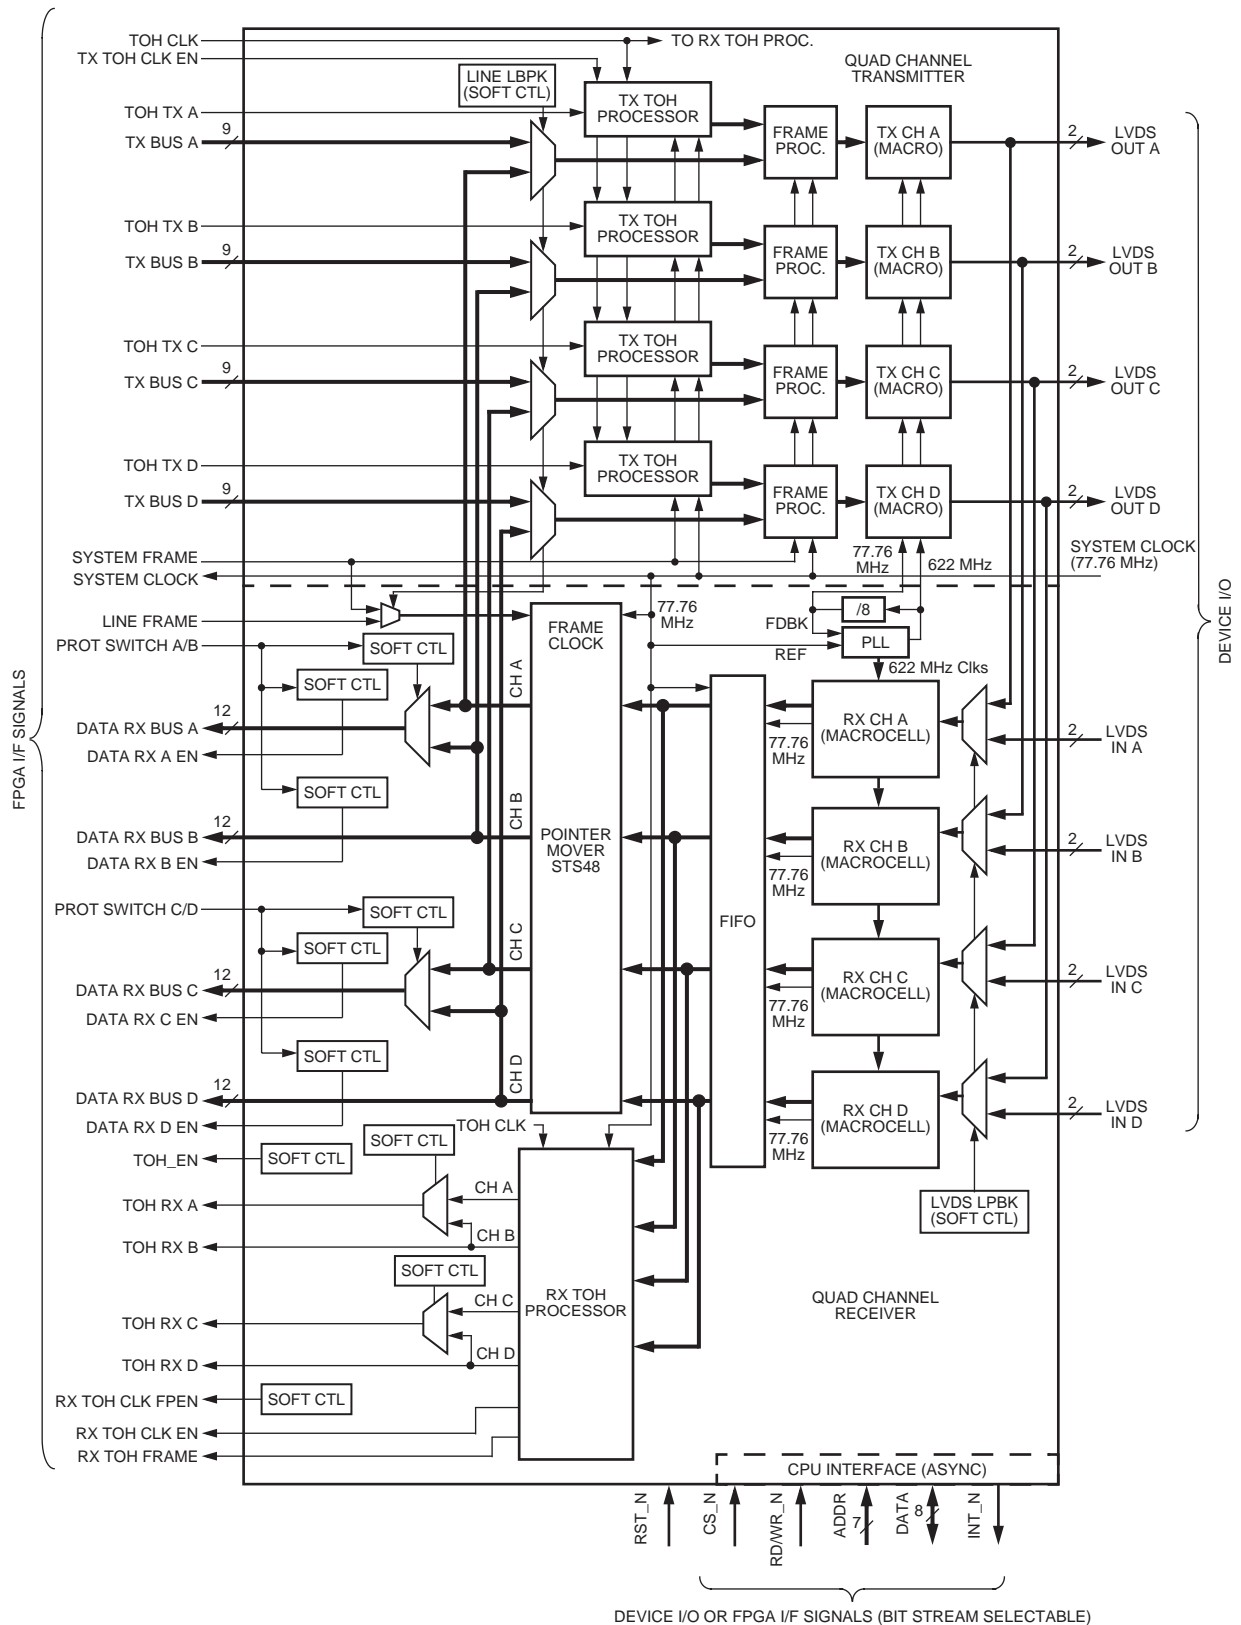 TOH CLK
TO RX TOH PROC.
TX TOH CLK EN
QUAD CHANNEL
TRANSMITTER
LINE LBPK
(SOFT CTL)
TOH TX A
TX TOH
PROCESSOR
FRAME
PROC.
TX CH A
(MACRO)
TX BUS A
9
2
LVDS
OUT A
TOH TX B
TX TOH
PROCESSOR
FRAME
PROC.
TX CH B
(MACRO)
TX BUS B
9
2
LVDS
OUT B
TOH TX C
TX TOH
PROCESSOR
FRAME
PROC.
TX CH C
(MACRO)
TX BUS C
9
2
LVDS
OUT C
TOH TX D
TX TOH
PROCESSOR
FRAME
PROC.
TX CH D
(MACRO)
TX BUS D
9
2
LVDS
OUT D
SYSTEM FRAME
SYSTEM CLOCK
77.76
MHz
622 MHz
SYSTEM CLOCK
(77.76 MHz)
FPGA I/F SIGNALS
DEVICE I/O
LINE FRAME
FRAME
CLOCK
77.76
MHz
/8
FDBK
PLL
REF
622 MHz Clks
PROT SWITCH A/B
SOFT CTL
SOFT CTL
CH A
DATA RX BUS A
12
DATA RX A EN
RX CH A
(MACROCELL)
77.76
MHz
2
LVDS
IN A
SOFT CTL
CH B
DATA RX BUS B
12
DATA RX B EN
POINTER
MOVER
STS48
RX CH B
(MACROCELL)
77.76
MHz
2
LVDS
IN B
PROT SWITCH C/D
SOFT CTL
SOFT CTL
CH C
FIFO
DATA RX BUS C
12
DATA RX C EN
RX CH C
(MACROCELL)
77.76
MHz
2
LVDS
IN C
SOFT CTL
CH D
DATA RX BUS D
12
DATA RX D EN
RX CH D
(MACROCELL)
77.76
MHz
2
LVDS
IN D
TOH CLK
TOH_EN
SOFT CTL
SOFT CTL
TOH RX A
CH A
TOH RX B
CH B
LVDS LPBK
(SOFT CTL)
SOFT CTL
RX TOH
PROCESSOR
QUAD CHANNEL
RECEIVER
TOH RX C
CH C
TOH RX D
CH D
RX TOH CLK FPEN
SOFT CTL
RX TOH CLK EN
RX TOH FRAME
CPU INTERFACE (ASYNC)
RST_N
CS_N
RD/WR_N
ADDR
7
DATA
8
INT_N
DEVICE I/O OR FPGA I/F SIGNALS (BIT STREAM SELECTABLE)